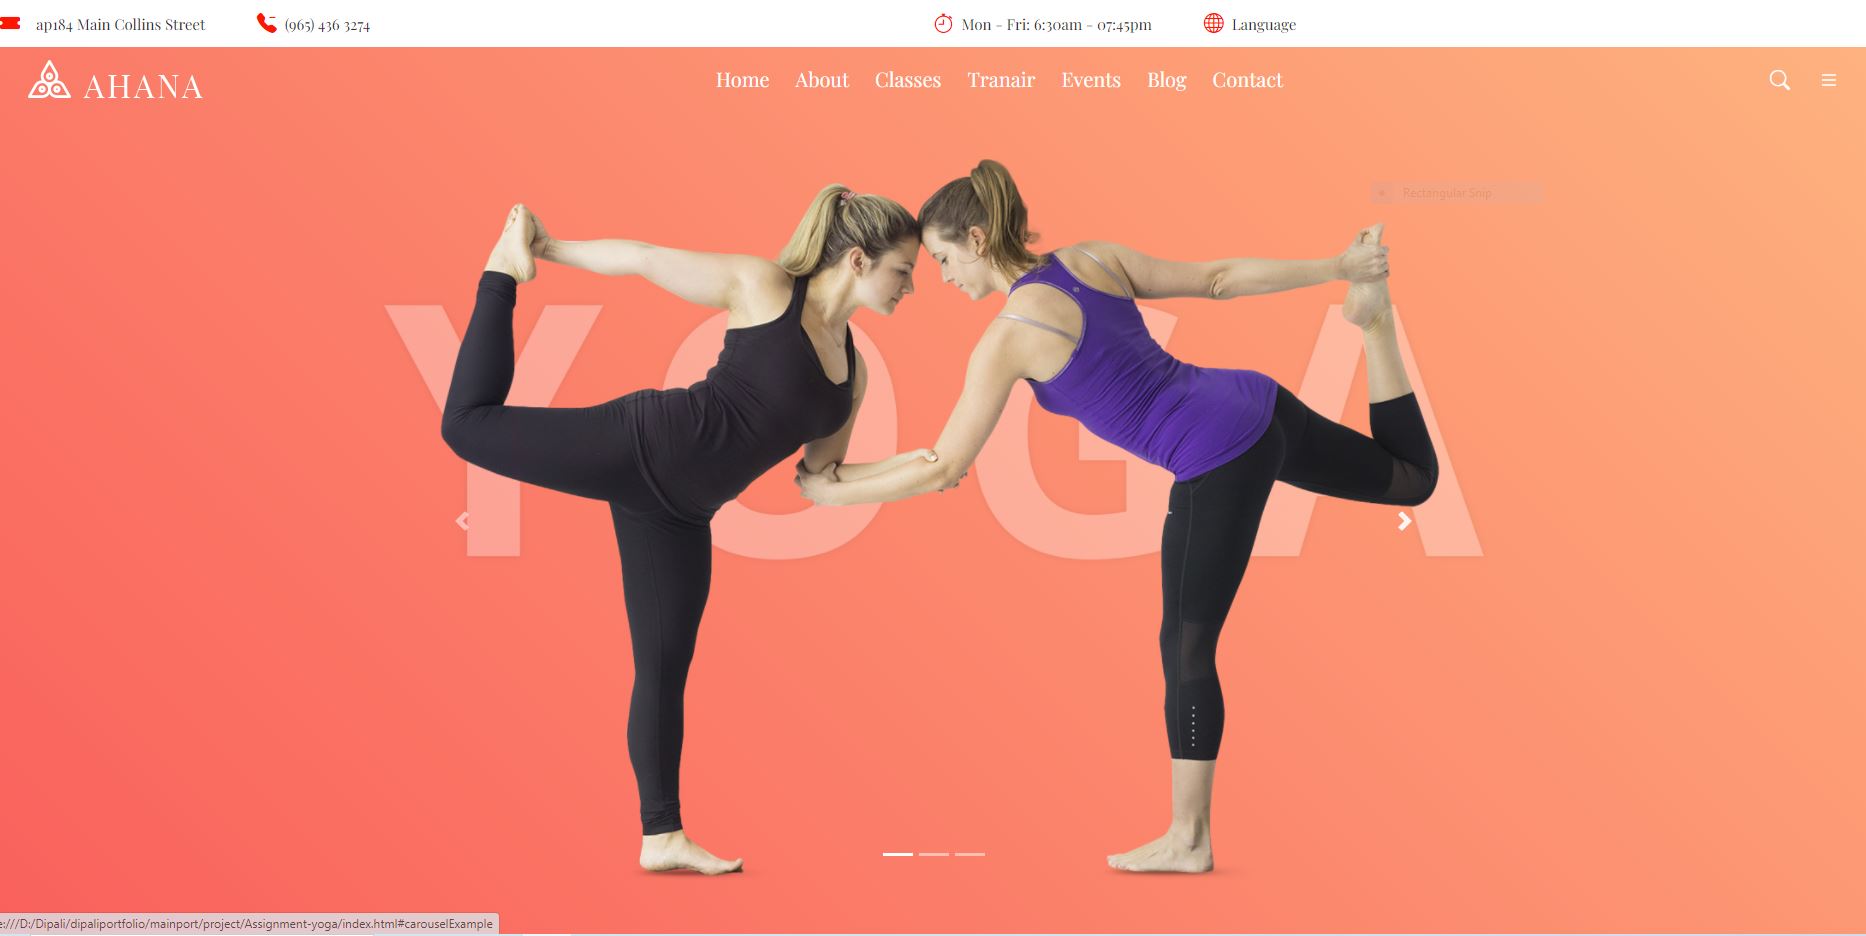 ap184 Main Collins Street (965) 436 3274 Mon - Fri: 6:30am - 07:45pm Language
AHANA Home About Classes Tranair Events Blog Contact
Rectangular Snip
YOGA
e:///D:/Dipali/dipaliportfolio/mainport/project/Assignment-yoga/index.html#carouselExample